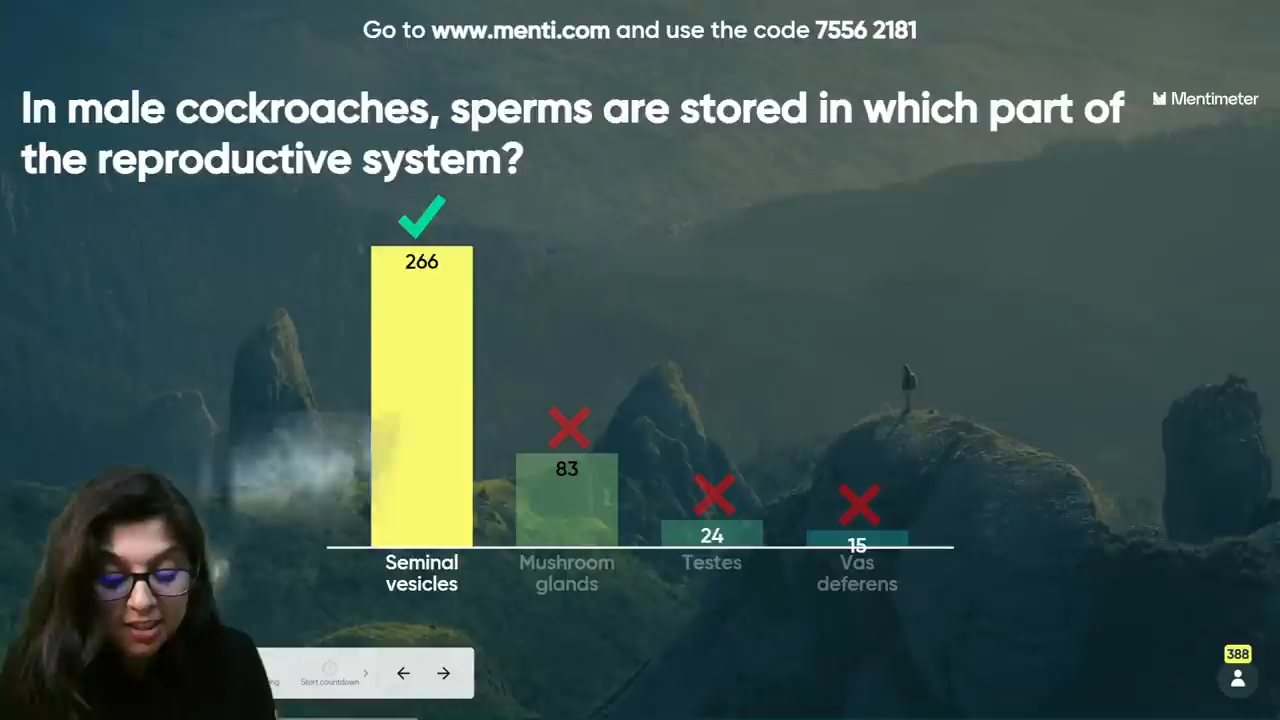 Go to www.menti.com and use the code 7556 2181
In male cockroaches, sperms are stored in which part of
the reproductive system?
Mentimeter
266
83
24
15
Seminal
vesicles
Mushroom
glands
Testes
Vas
deferens
Start countdown
388